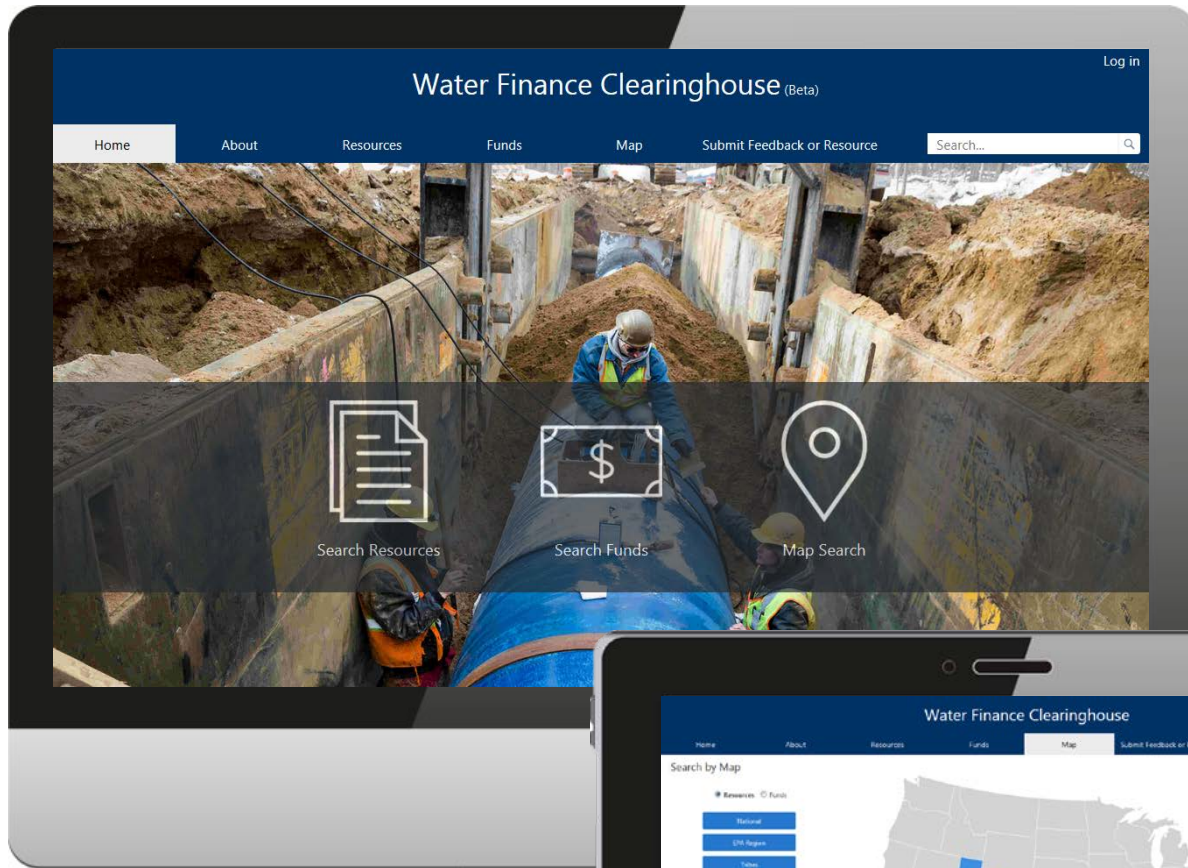 Log in
Water Finance Clearinghouse (Beta)
Home About Resources Funds Map Submit Feedback or Resource Search...
$
Search Resources Search Funds Map Search
Water Finance Clearinghouse
Home About Resources Funds Map Submit Feedback or
Search by Map
Resources Funds
National
EPA Region
Tribes